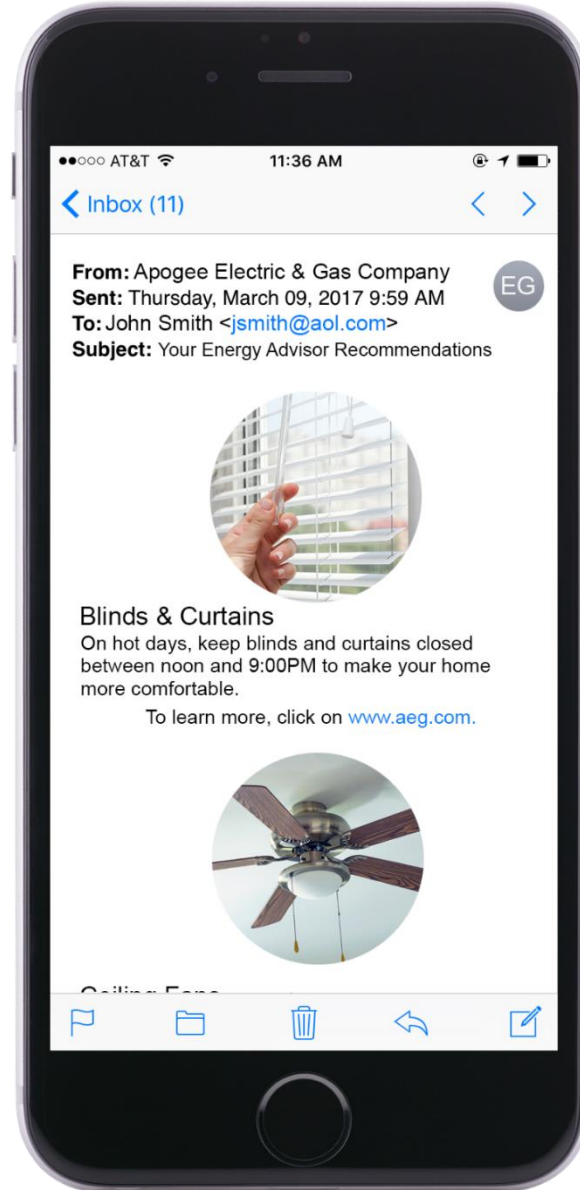 AT&T 11:36 AM
Inbox (11)
From: Apogee Electric & Gas Company
EG
Sent: Thursday, March 09, 2017 9:59 AM
To: John Smith <jsmith@aol.com>
Subject: Your Energy Advisor Recommendations
Blinds & Curtains
On hot days, keep blinds and curtains closed
between noon and 9:00PM to make your home
more comfortable.
To learn more, click on www.aeg.com.
Ceiling Fans